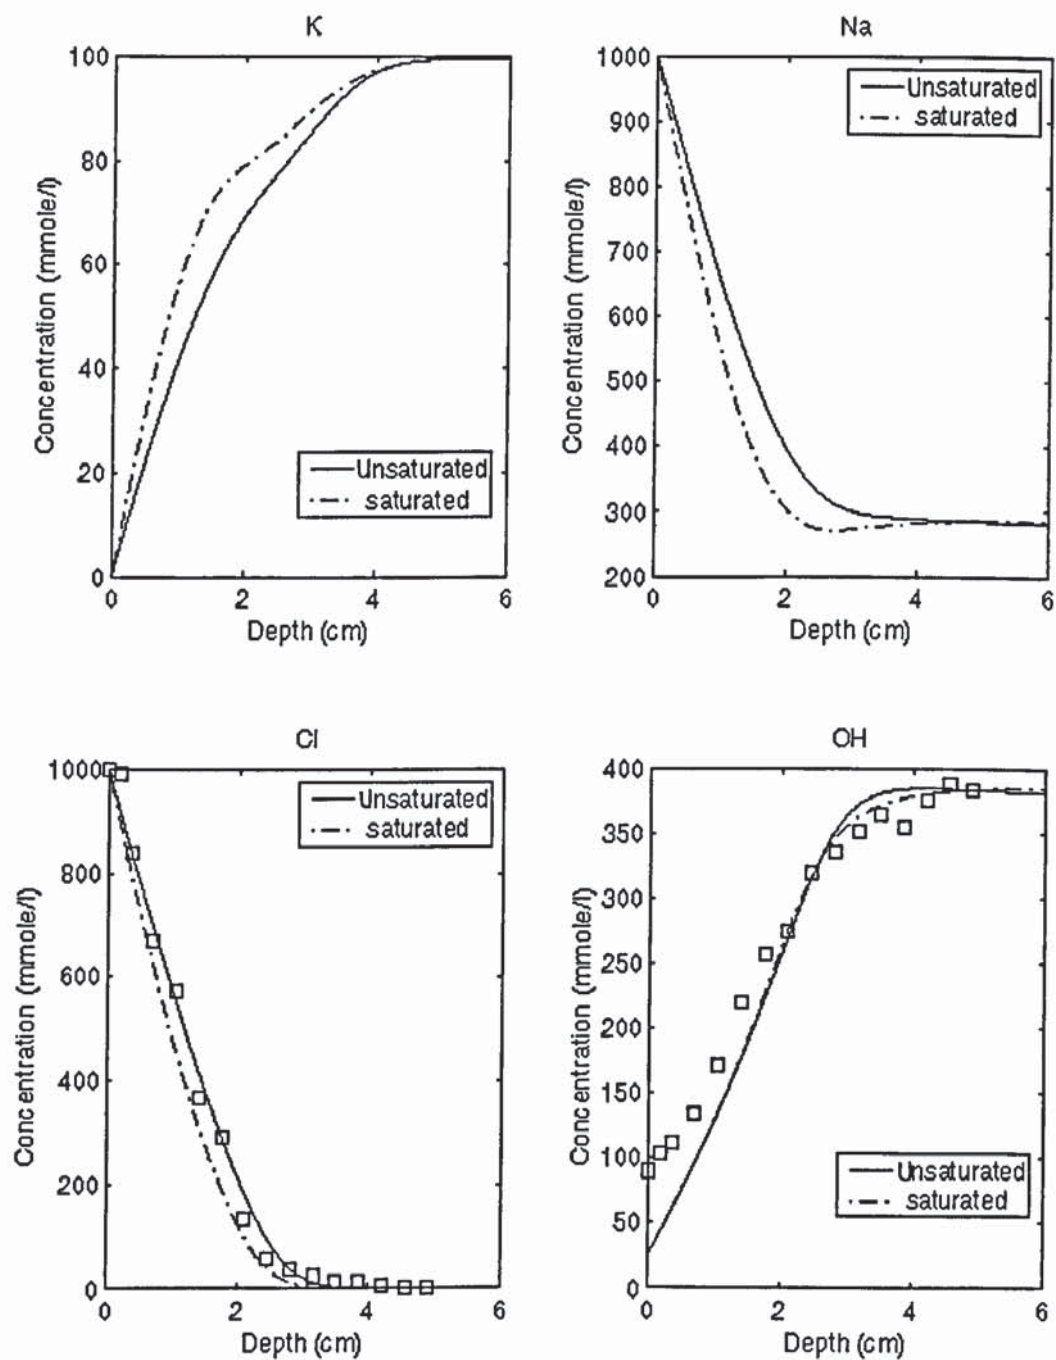 K
100
80
60
40
20
0
Concentration (mmole/l)
Unsaturated
saturated
0 2 4 6
Depth (cm)
Na
1000
900
800
700
600
500
400
300
200
Concentration (mmole/l)
Unsaturated
saturated
0 2 4 6
Depth (cm)
Cl
1000
800
600
400
200
0
Concentration (mmole/l)
Unsaturated
saturated
0 2 4 6
Depth (cm)
OH
400
350
300
250
200
150
100
50
0
Concentration (mmole/l)
Unsaturated
saturated
0 2 4 6
Depth (cm)